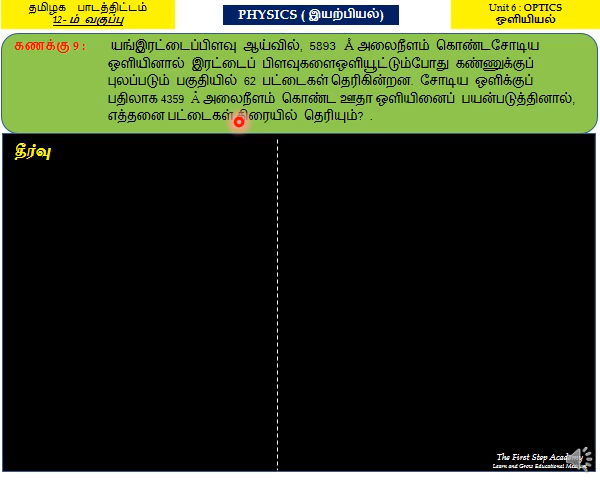 தமிழக பாடத்திட்டம்
12- ம் வகுப்பு
PHYSICS ( இயற்பியல்)
Unit 6 : OPTICS
ஒளியியல்
கணக்கு 9 : யங்இரட்டைப்பிளவு ஆய்வில், 5893 Å அலைநீளம் கொண்டசோடிய
ஒளியினால் இரட்டைப் பிளவுகளைஒளியூட்டும்போது கண்ணுக்குப்
புலப்படும் பகுதியில் 62 பட்டைகள் தெரிகின்றன. சோடிய ஒளிக்குப்
பதிலாக 4359 Å அலைநீளம் கொண்ட ஊதா ஒளியினைப் பயன்படுத்தினால்,
எத்தனை பட்டைகள் திரையில் தெரியும்? .
தீர்வு
The First Step Academy
Learn and Grow Educational